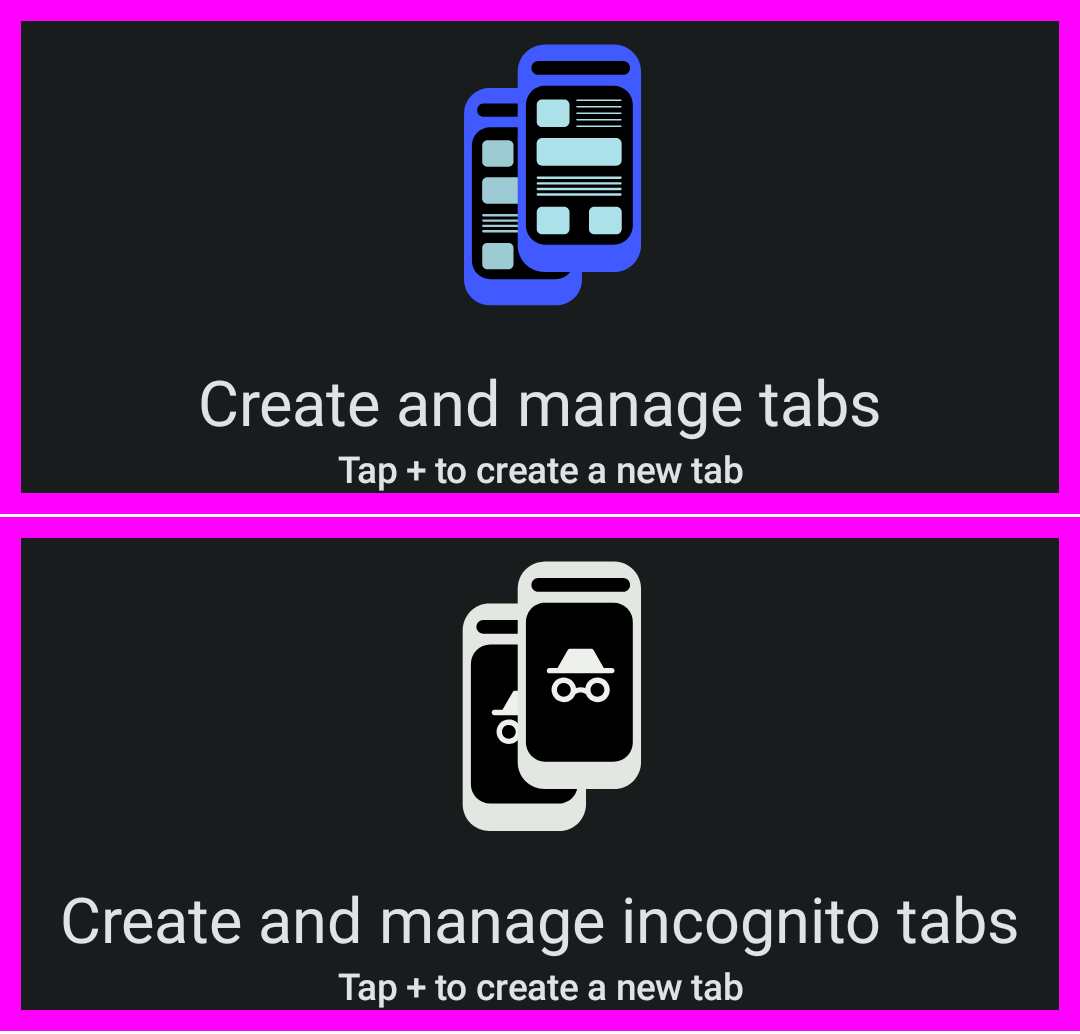 Create and manage tabs
Tap + to create a new tab
Create and manage incognito tabs
Tap + to create a new tab